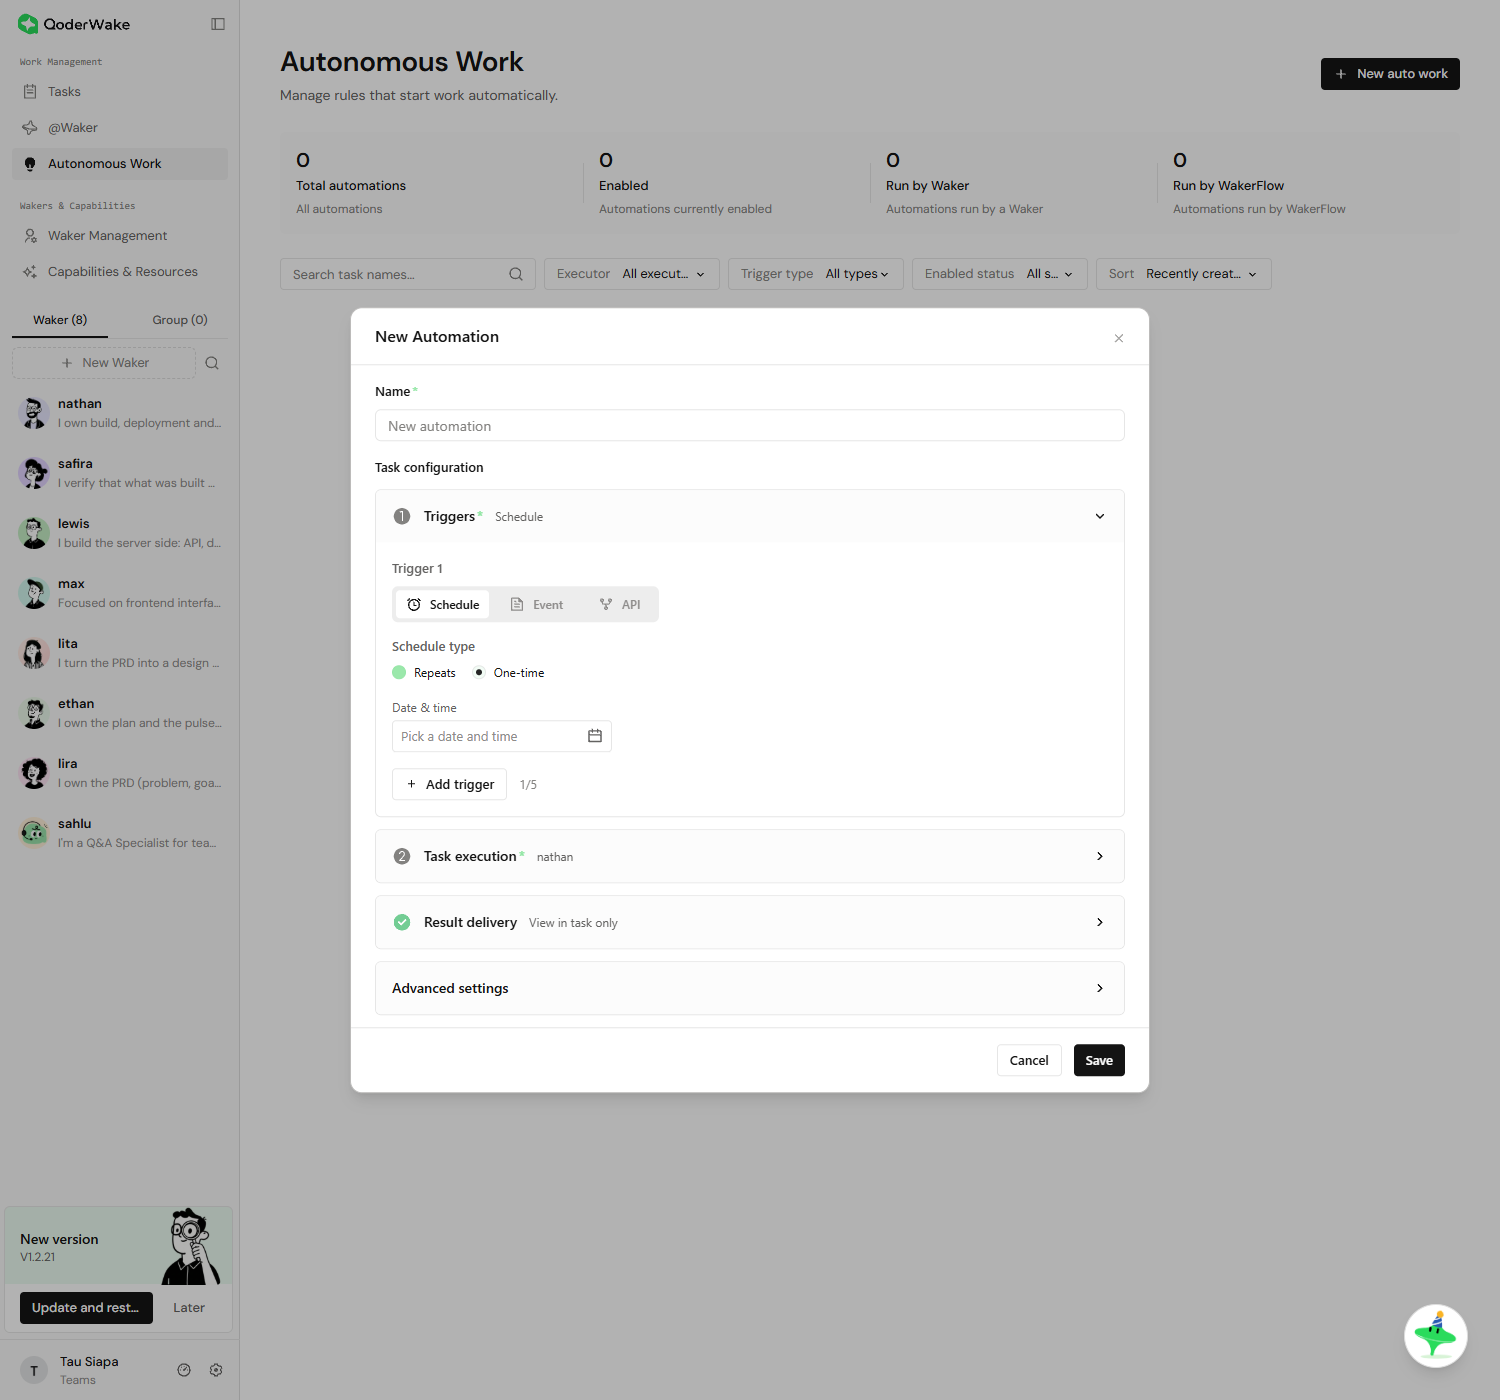 QoderWake
Work Management
Tasks
@Waker
Autonomous Work
Wakers & Capabilities
Waker Management
Capabilities & Resources
Waker (8)
Group (0)
New Waker
nathan
I own build, deployment and...
safira
I verify that what was built ...
lewis
I build the server side: API, d...
max
Focused on frontend interfa...
lita
I turn the PRD into a design ...
ethan
I own the plan and the pulse...
lira
I own the PRD (problem, goa...
sahlu
I'm a Q&A Specialist for tea...
New version
V1.2.21
Update and rest...
Later
T
Tau Siapa
Teams
Autonomous Work
Manage rules that start work automatically.
New auto work
0
Total automations
All automations
0
Enabled
Automations currently enabled
0
Run by Waker
Automations run by a Waker
0
Run by WakerFlow
Automations run by WakerFlow
Search task names...
Executor All execut...
Trigger type All types
Enabled status All s...
Sort Recently creat...
New Automation
Name *
New automation
Task configuration
1 Triggers * Schedule
Trigger 1
Schedule
Event
API
Schedule type
Repeats
One-time
Date & time
Pick a date and time
+ Add trigger 1/5
2 Task execution * nathan
Result delivery View in task only
Advanced settings
Cancel
Save